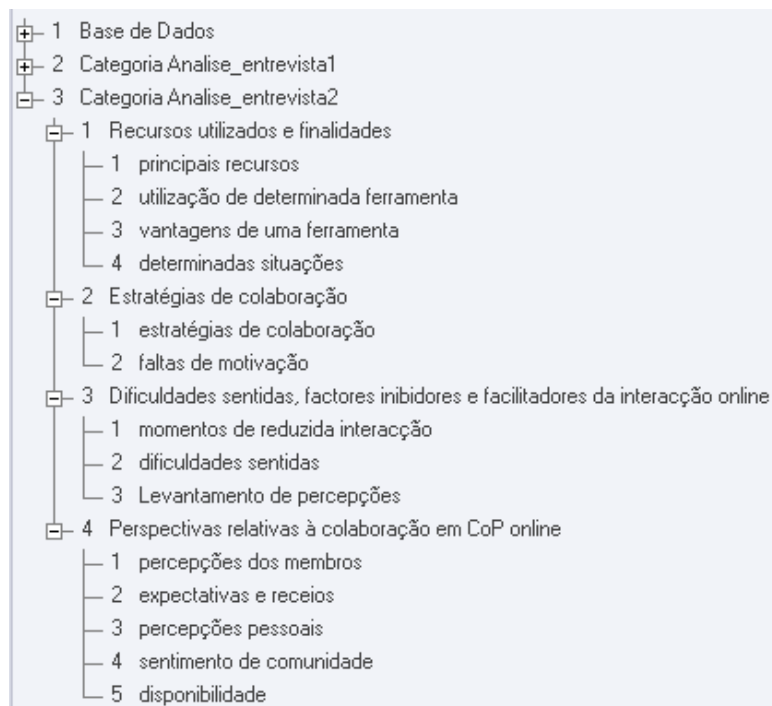 1 Base de Dados
2 Categoria Analise_entrevista1
3 Categoria Analise_entrevista2
1 Recursos utilizados e finalidades
1 principais recursos
2 utilização de determinada ferramenta
3 vantagens de uma ferramenta
4 determinadas situações
2 Estratégias de colaboração
1 estratégias de colaboração
2 faltas de motivação
3 Dificuldades sentidas, factores inibidores e facilitadores da interacção online
1 momentos de reduzida interacção
2 dificuldades sentidas
3 Levantamento de percepções
4 Perspectivas relativas à colaboração em CoP online
1 percepções dos membros
2 expectativas e receios
3 percepções pessoais
4 sentimento de comunidade
5 disponibilidade